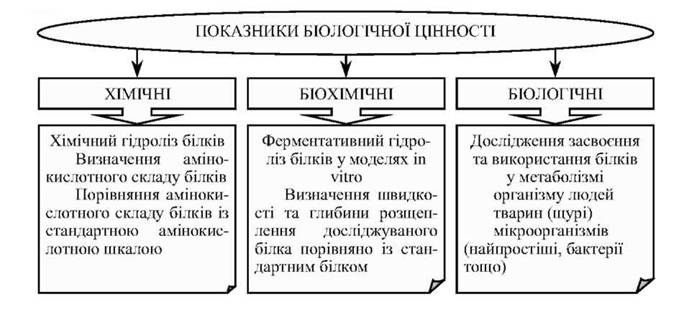 ПОКАЗНИКИ БІОЛОГІЧНОЇ ЦІННОСТІ
ХІМІЧНІ
Хімічний гідроліз білків
Визначення аміно-
кислотного складу білків
Порівняння амінокис-
лотного складу білків із
стандартною амінокис-
лотною шкалою
БІОХІМІЧНІ
Ферментативний гідро-
ліз білків у моделях in
vitro
Визначення швидко-
сті та глибини розщеп-
лення досліджуваного
білка порівняно із стан-
дартним білком
БІОЛОГІЧНІ
Дослідження засвоєння
та використання білків
у метаболізмі
організму людей
тварин (щурі)
мікроорганізмів
(найпростіші, бактерії
тощо)